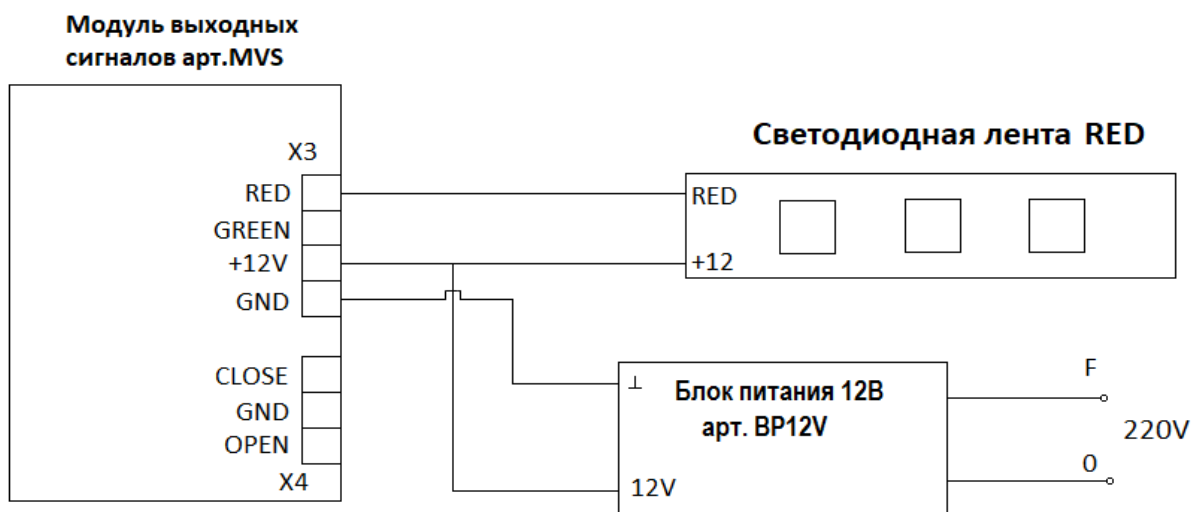 Модуль выходных
сигналов арт.MVS
X3
RED
GREEN
+12V
GND
CLOSE
GND
OPEN
X4
Светодиодная лента RED
RED
+12
⊥
Блок питания 12В
арт. BP12V
12V
F
220V
0